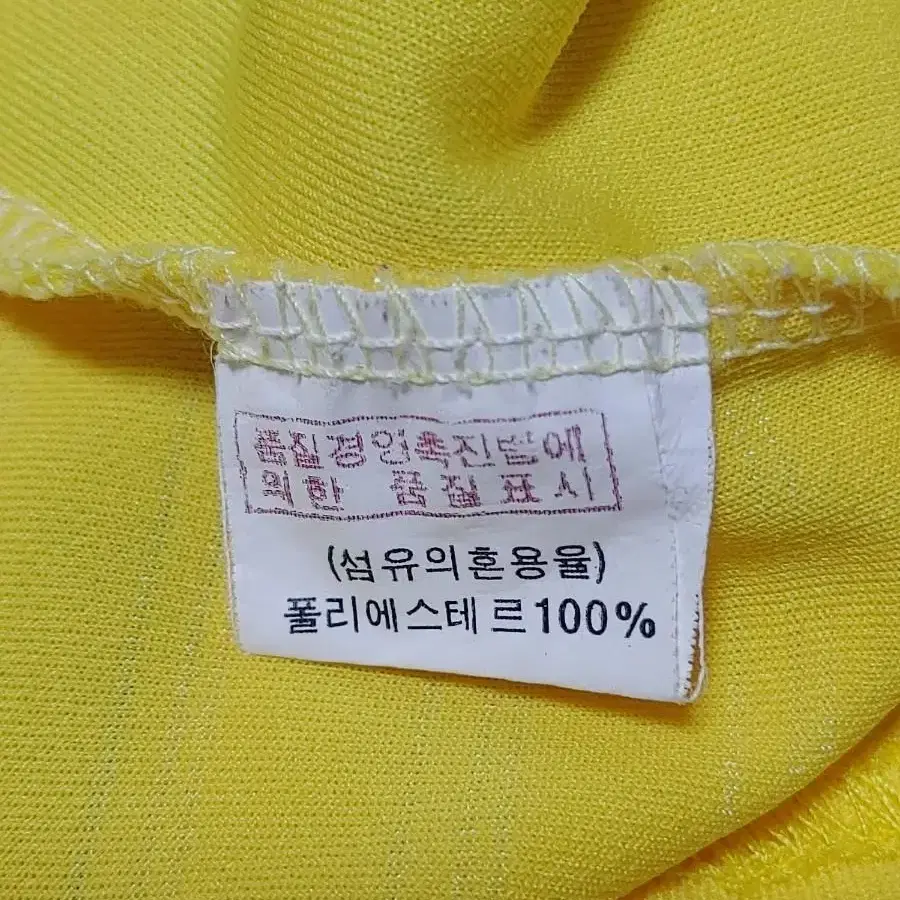 품질경영촉진법에
의한 품질표시
(섬유의혼용율)
폴리에스테르100%